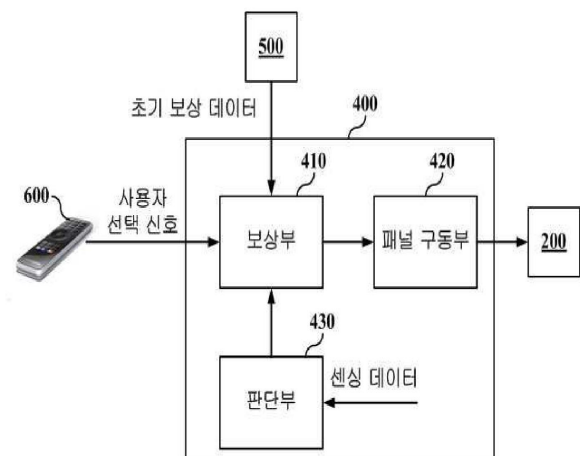 500
초기 보상 데이터
400
410
420
600
사용자
선택 신호
보상부
패널 구동부
200
430
판단부
센싱 데이터